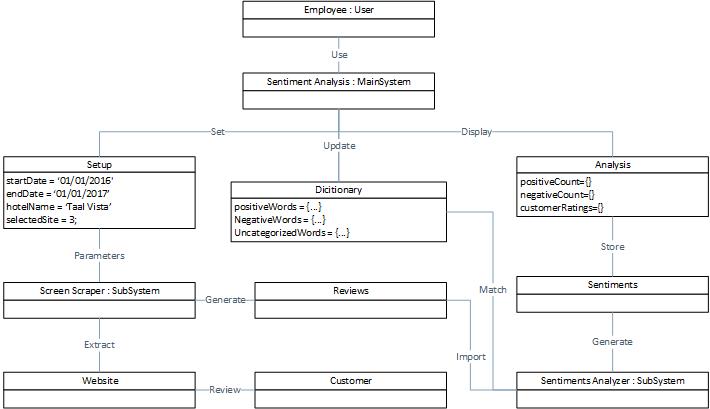 Employee : User
Use
Sentiment Analysis : MainSystem
Set
Update
Display
Setup
startDate = '01/01/2016'
endDate = '01/01/2017'
hotelName = 'Taal Vista'
selectedSite = 3;
Dicitionary
positiveWords = {...}
NegativeWords = {...}
UncategorizedWords = {...}
Analysis
positiveCount={}
negativeCount={}
customerRatings={}
Parameters
Store
Screen Scraper : SubSystem
Generate
Reviews
Match
Sentiments
Extract
Import
Generate
Website
Review
Customer
Sentiments Analyzer : SubSystem